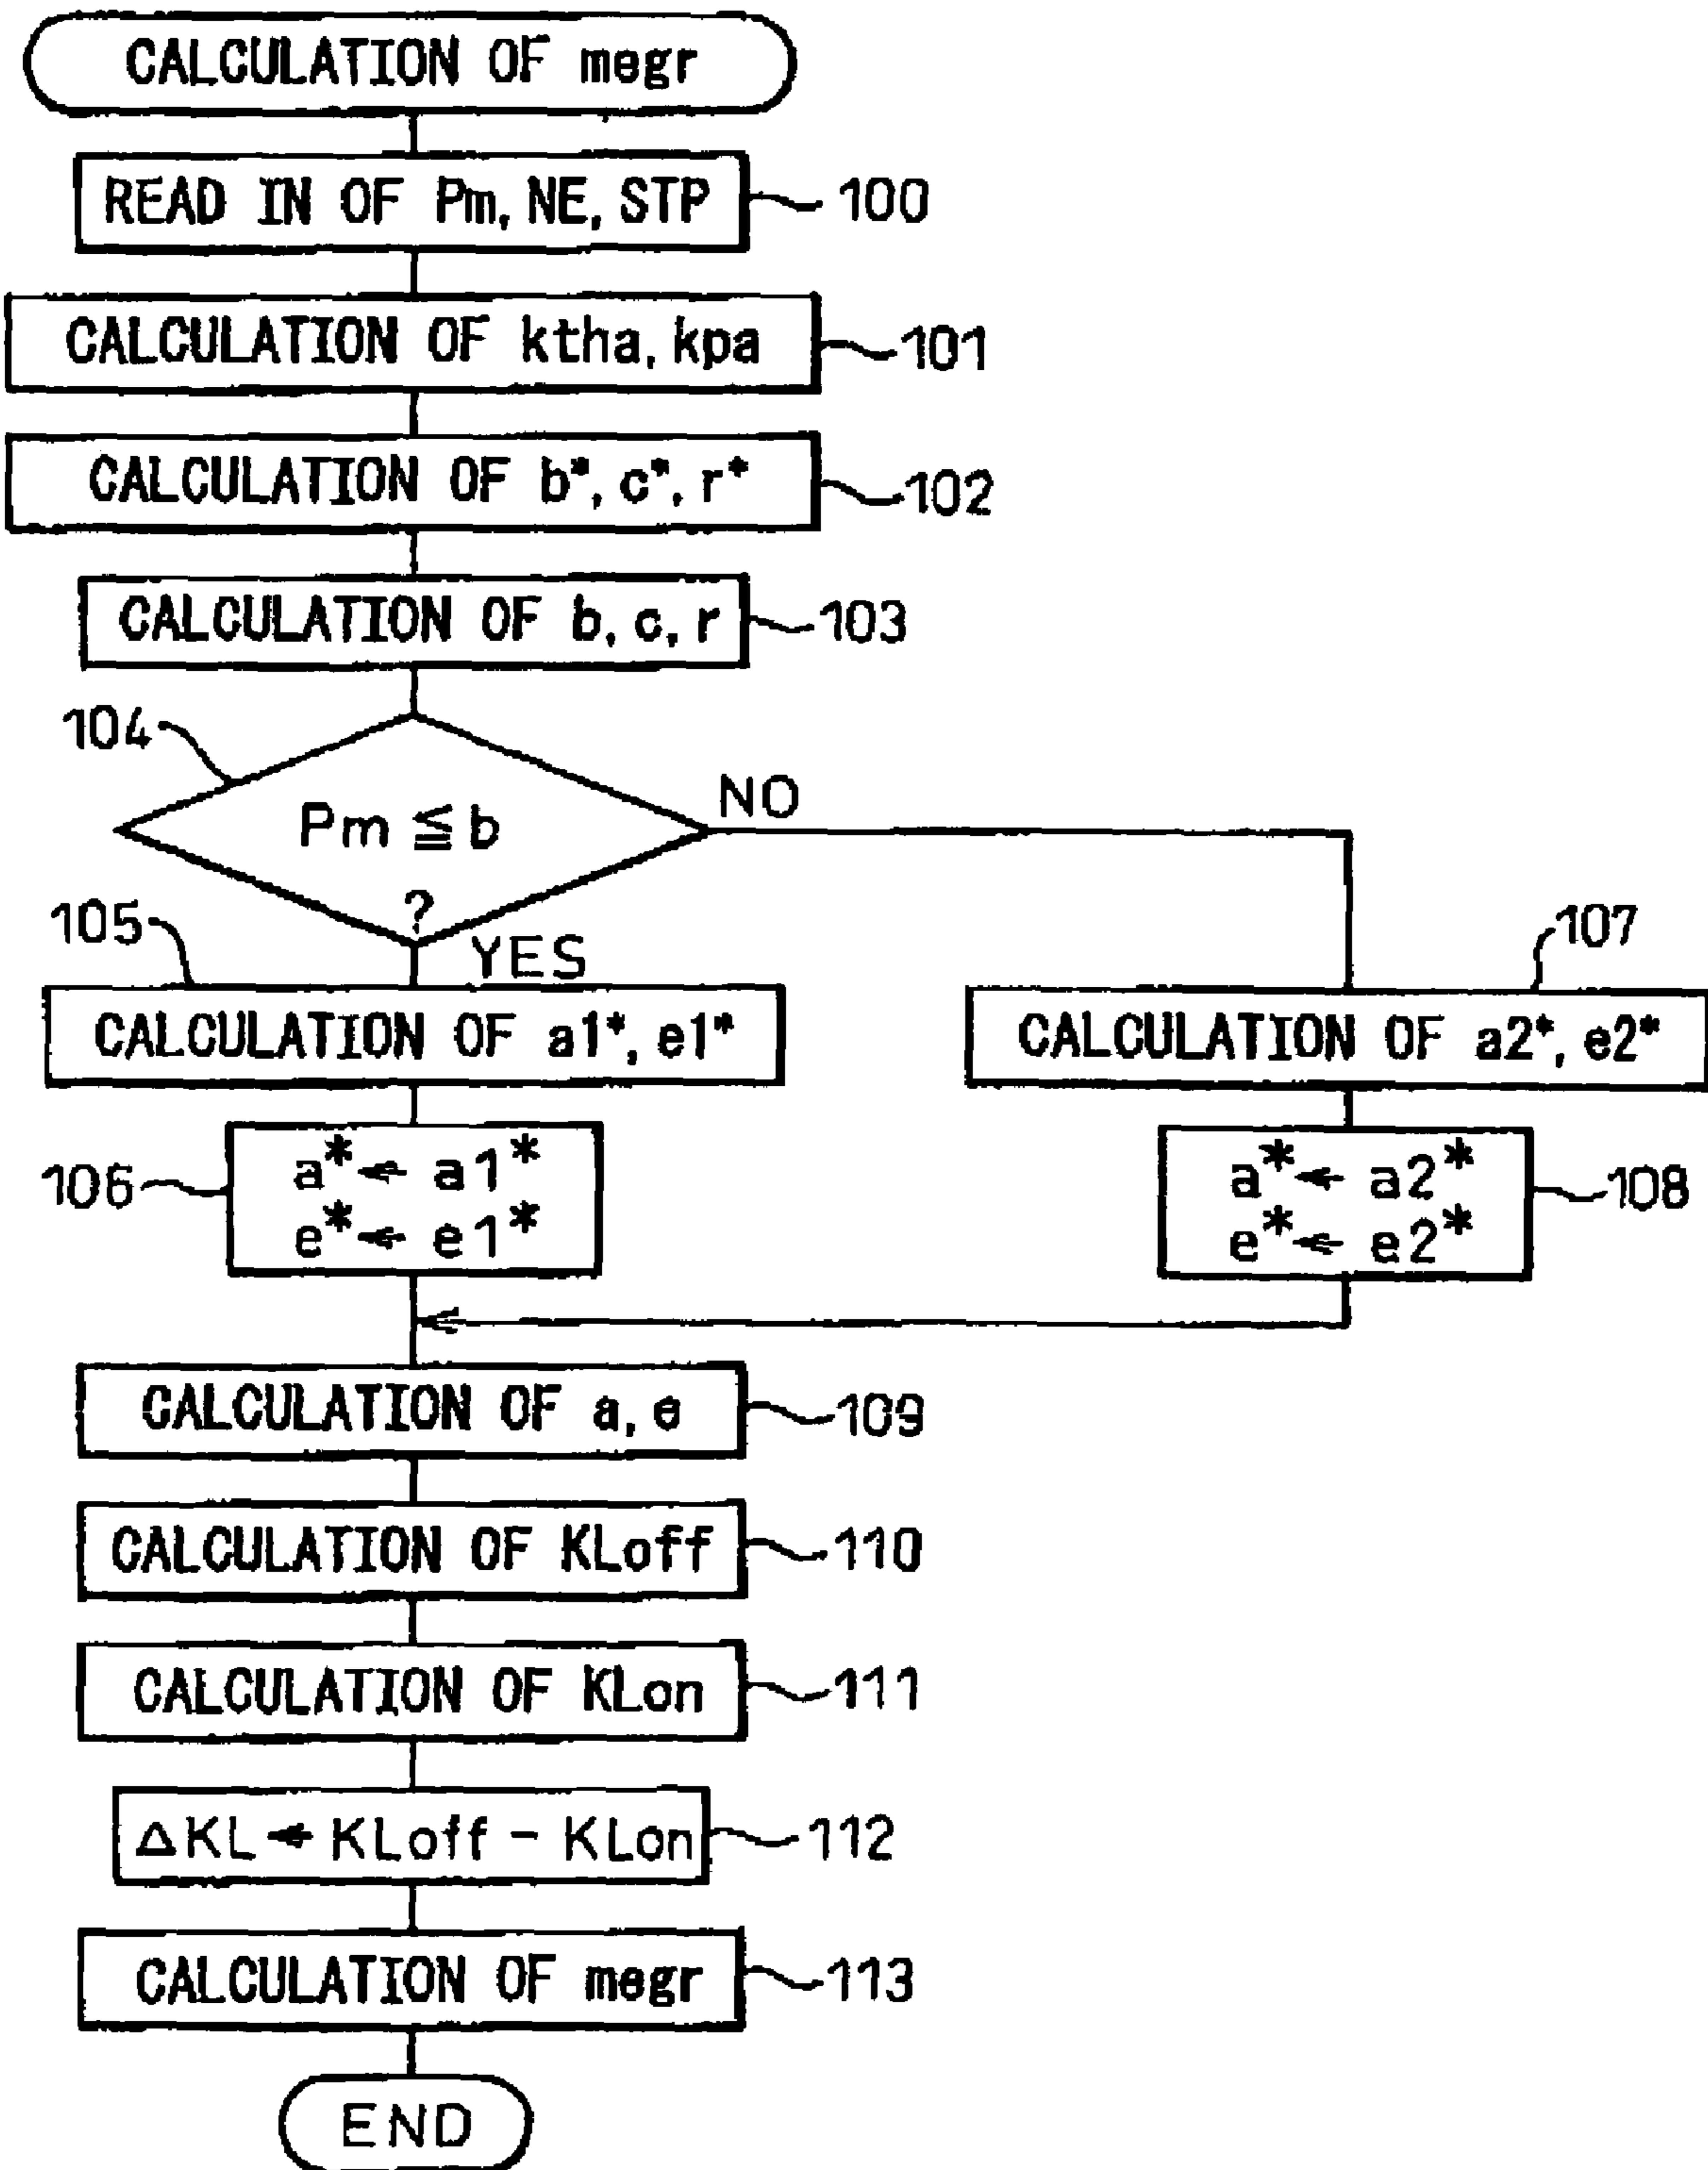 CALCULATION OF megr
READ IN OF Pm, NE, STP
100
CALCULATION OF ktha, kpa
101
CALCULATION OF b*, c*, r*
102
CALCULATION OF b, c, r
103
104
Pm ≦ b
?
NO
YES
105
CALCULATION OF a1*, e1*
107
CALCULATION OF a2*, e2*
106
a* ← a1*
e* ← e1*
a* ← a2*
e* ← e2*
108
CALCULATION OF a, e
109
CALCULATION OF KLoff
110
CALCULATION OF KLon
111
ΔKL ← KLoff - KLon
112
CALCULATION OF megr
113
END